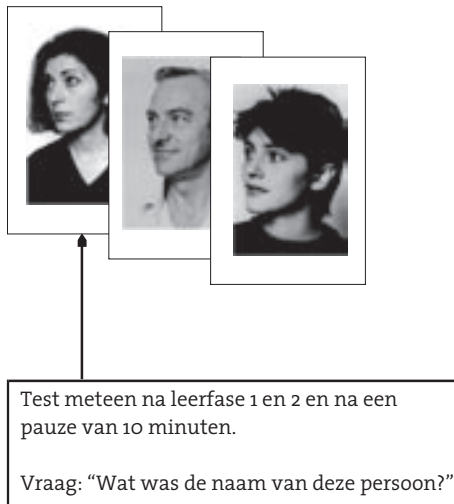 Test meteen na leerfase 1 en 2 en na een
pauze van 10 minuten.
Vraag: “Wat was de naam van deze persoon?”